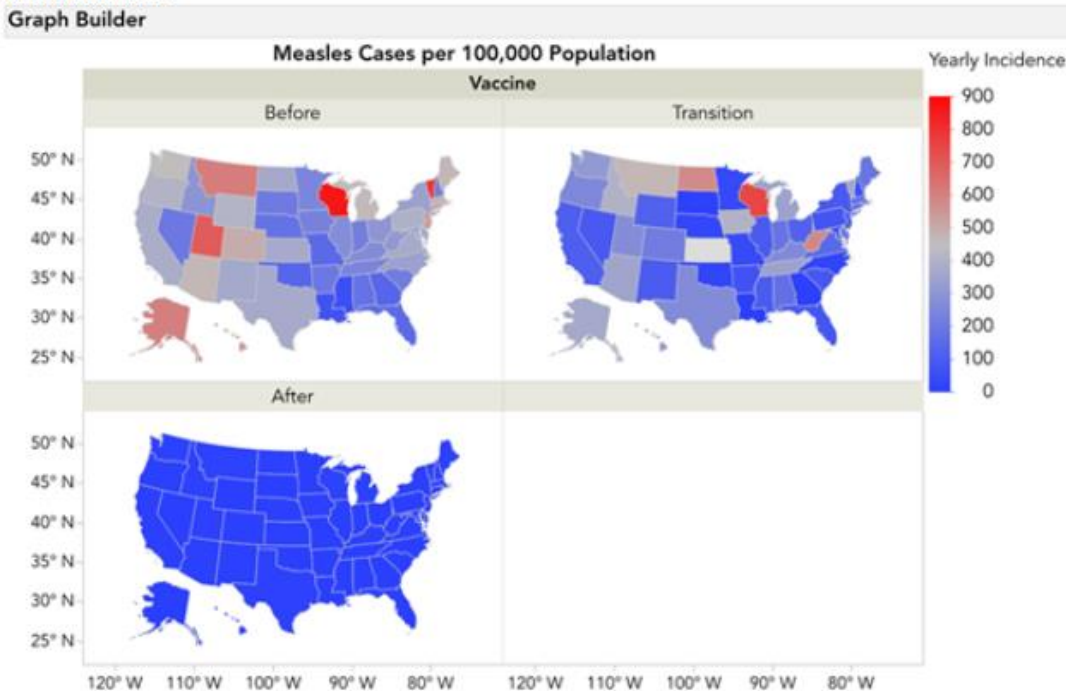 Graph Builder
Measles Cases per 100,000 Population
Vaccine
Before Transition
50° N
45° N
40° N
35° N
30° N
25° N
After
50° N
45° N
40° N
35° N
30° N
25° N
120° W 110° W 100° W 90° W 80° W 120° W 110° W 100° W 90° W 80° W
Yearly Incidence
900
800
700
600
500
400
300
200
100
0